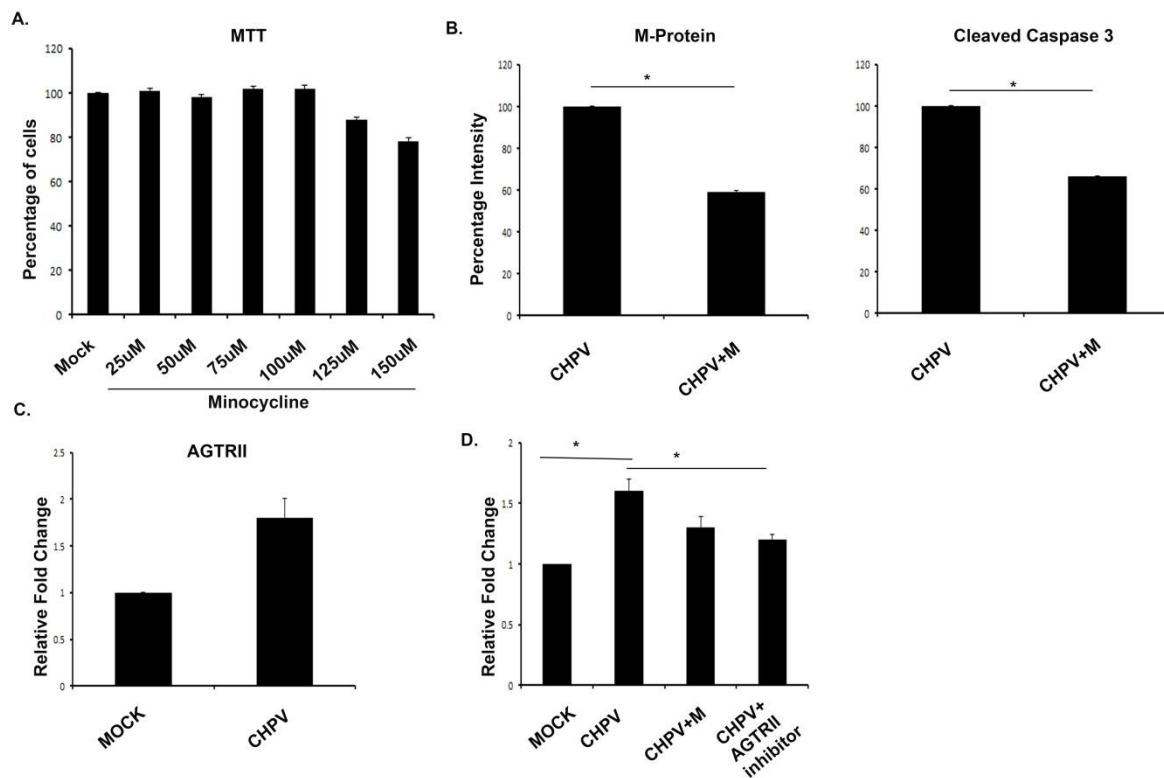 A.
MTT
120
100
80
60
40
20
0
Percentage of cells
Mock
25uM
50uM
75uM
100uM
125uM
150uM
Minocycline
B.
M-Protein
120
100
80
60
40
20
0
Percentage Intensity
*
CHPV
CHPV+M
Cleaved Caspase 3
120
100
80
60
40
20
0
*
CHPV
CHPV+M
C.
AGTRII
2.5
2
1.5
1
0.5
0
Relative Fold Change
MOCK
CHPV
D.
2
1.5
1
0.5
0
Relative Fold Change
*
*
MOCK
CHPV
CHPV+M
CHPV+
AGTRII
inhibitor